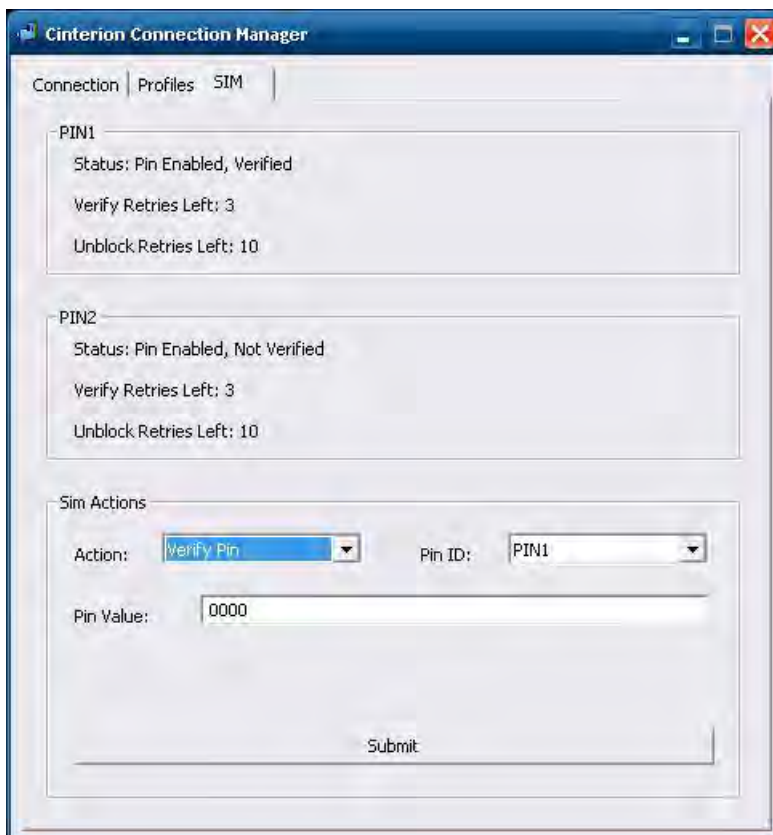 Cinterion Connection Manager
Connection Profiles SIM
PIN1
Status: Pin Enabled, Verified
Verify Retries Left: 3
Unblock Retries Left: 10
PIN2
Status: Pin Enabled, Not Verified
Verify Retries Left: 3
Unblock Retries Left: 10
Sim Actions
Action: Verify Pin Pin ID: PIN1
Pin Value: 0000
Submit